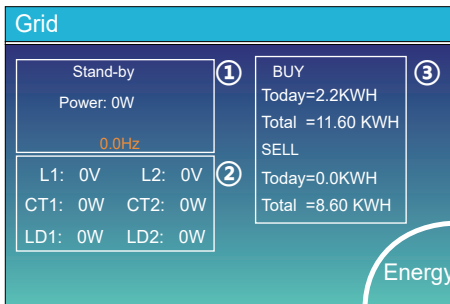 Grid
Stand-by
Power: 0W
0.0Hz
①
L1: 0V L2: 0V
CT1: 0W CT2: 0W
LD1: 0W LD2: 0W
②
BUY
Today=2.2KWH
Total =11.60 KWH
SELL
Today=0.0KWH
Total =8.60 KWH
③
Energy